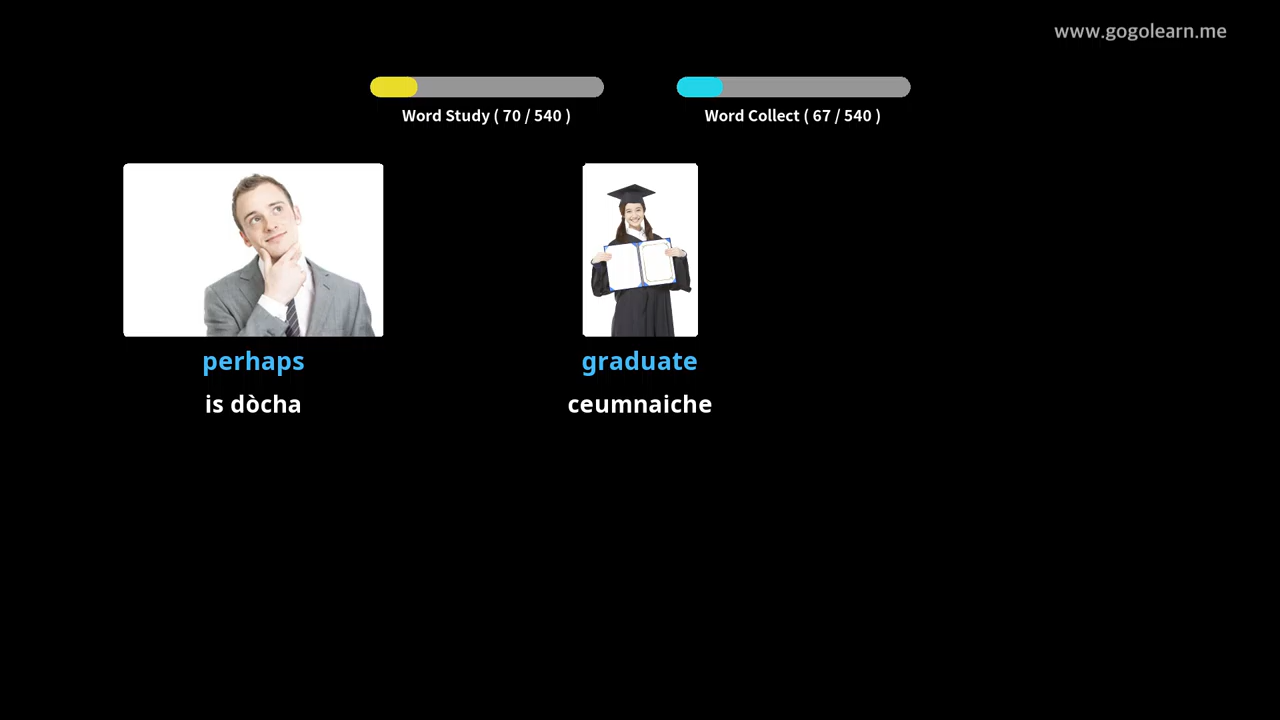 www.gogolearn.me
Word Study ( 70 / 540 )
Word Collect ( 67 / 540 )
perhaps
is dòcha
graduate
ceumnaiche